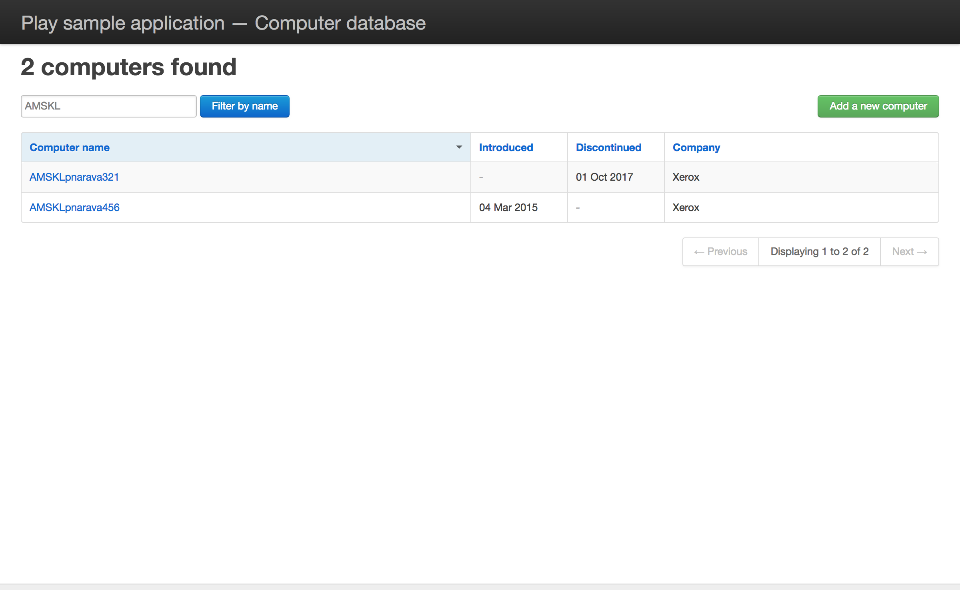 Play sample application — Computer database
2 computers found
AMSKL Filter by name Add a new computer
Computer name Introduced Discontinued Company
AMSKLpnarava321 - 01 Oct 2017 Xerox
AMSKLpnarava456 04 Mar 2015 - Xerox
← Previous Displaying 1 to 2 of 2 Next →